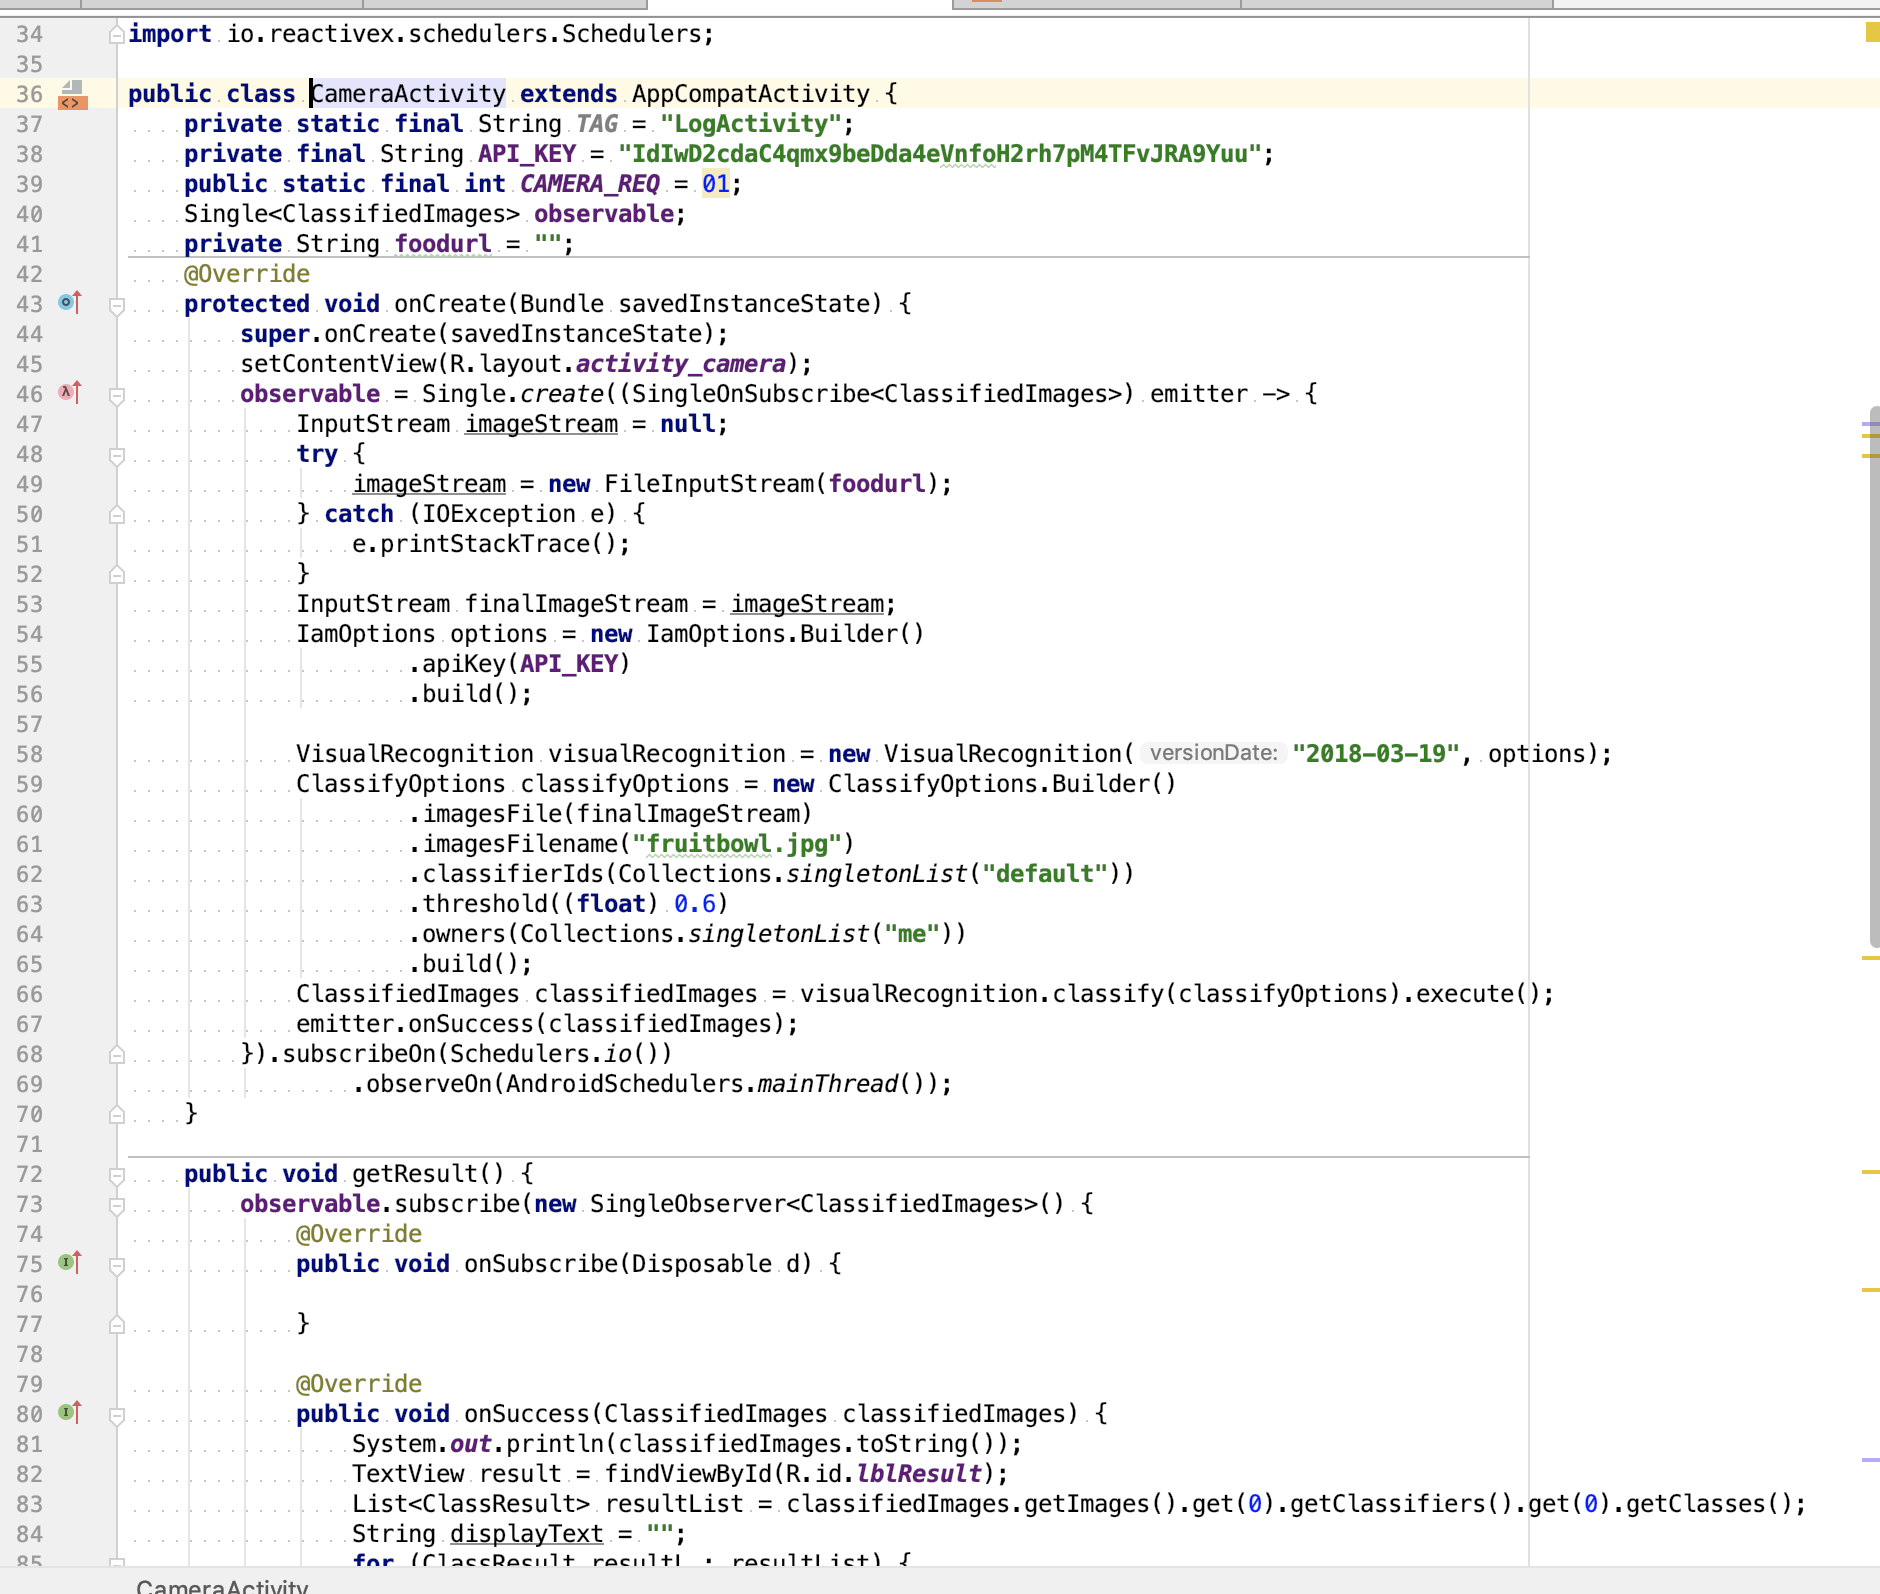 34 import io.reactivex.schedulers.Schedulers;
35
36 public class CameraActivity extends AppCompatActivity {
37 private static final String TAG = "LogActivity";
38 private final String API_KEY = "IdIwD2cdaC4qmx9beDda4eVnfoH2rh7pM4TFvJRA9Yuu";
39 public static final int CAMERA_REQ = 01;
40 Single<ClassifiedImages> observable;
41 private String foodurl = "";
42 @Override
43 protected void onCreate(Bundle savedInstanceState) {
44 super.onCreate(savedInstanceState);
45 setContentView(R.layout.activity_camera);
46 observable = Single.create((SingleOnSubscribe<ClassifiedImages>) emitter -> {
47 InputStream imageStream = null;
48 try {
49 imageStream = new FileInputStream(foodurl);
50 } catch (IOException e) {
51 e.printStackTrace();
52 }
53 InputStream finalImageStream = imageStream;
54 IamOptions options = new IamOptions.Builder()
55 .apiKey(API_KEY)
56 .build();
57
58 VisualRecognition visualRecognition = new VisualRecognition( versionDate: "2018-03-19", options);
59 ClassifyOptions classifyOptions = new ClassifyOptions.Builder()
60 .imagesFile(finalImageStream)
61 .imagesFilename("fruitbowl.jpg")
62 .classifierIds(Collections.singletonList("default"))
63 .threshold((float) 0.6)
64 .owners(Collections.singletonList("me"))
65 .build();
66 ClassifiedImages classifiedImages = visualRecognition.classify(classifyOptions).execute();
67 emitter.onSuccess(classifiedImages);
68 }).subscribeOn(Schedulers.io())
69 .observeOn(AndroidSchedulers.mainThread());
70 }
71
72 public void getResult() {
73 observable.subscribe(new SingleObserver<ClassifiedImages>() {
74 @Override
75 public void onSubscribe(Disposable d) {
76
77 }
78
79 @Override
80 public void onSuccess(ClassifiedImages classifiedImages) {
81 System.out.println(classifiedImages.toString());
82 TextView result = findViewById(R.id.lblResult);
83 List<ClassResult> resultList = classifiedImages.getImages().get(0).getClassifiers().get(0).getClasses();
84 String displayText = "";
85 for (ClassResult resultL : resultList) {
CameraActivity